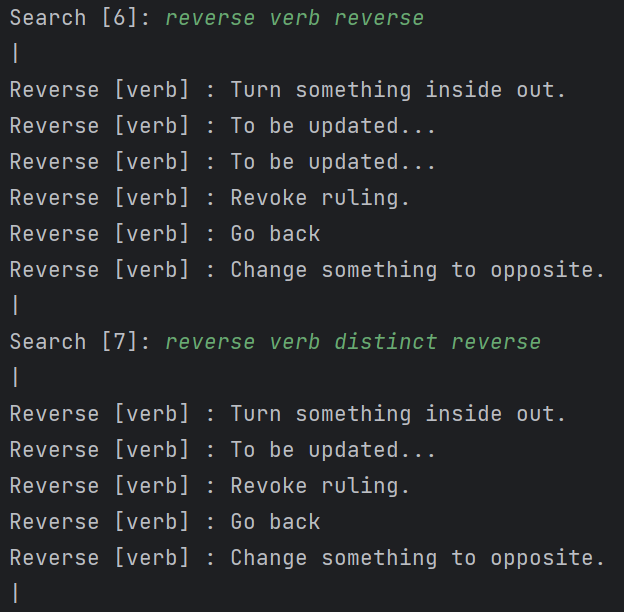 Search [6]: reverse verb reverse
|
Reverse [verb] : Turn something inside out.
Reverse [verb] : To be updated...
Reverse [verb] : To be updated...
Reverse [verb] : Revoke ruling.
Reverse [verb] : Go back
Reverse [verb] : Change something to opposite.
|
Search [7]: reverse verb distinct reverse
|
Reverse [verb] : Turn something inside out.
Reverse [verb] : To be updated...
Reverse [verb] : Revoke ruling.
Reverse [verb] : Go back
Reverse [verb] : Change something to opposite.
|